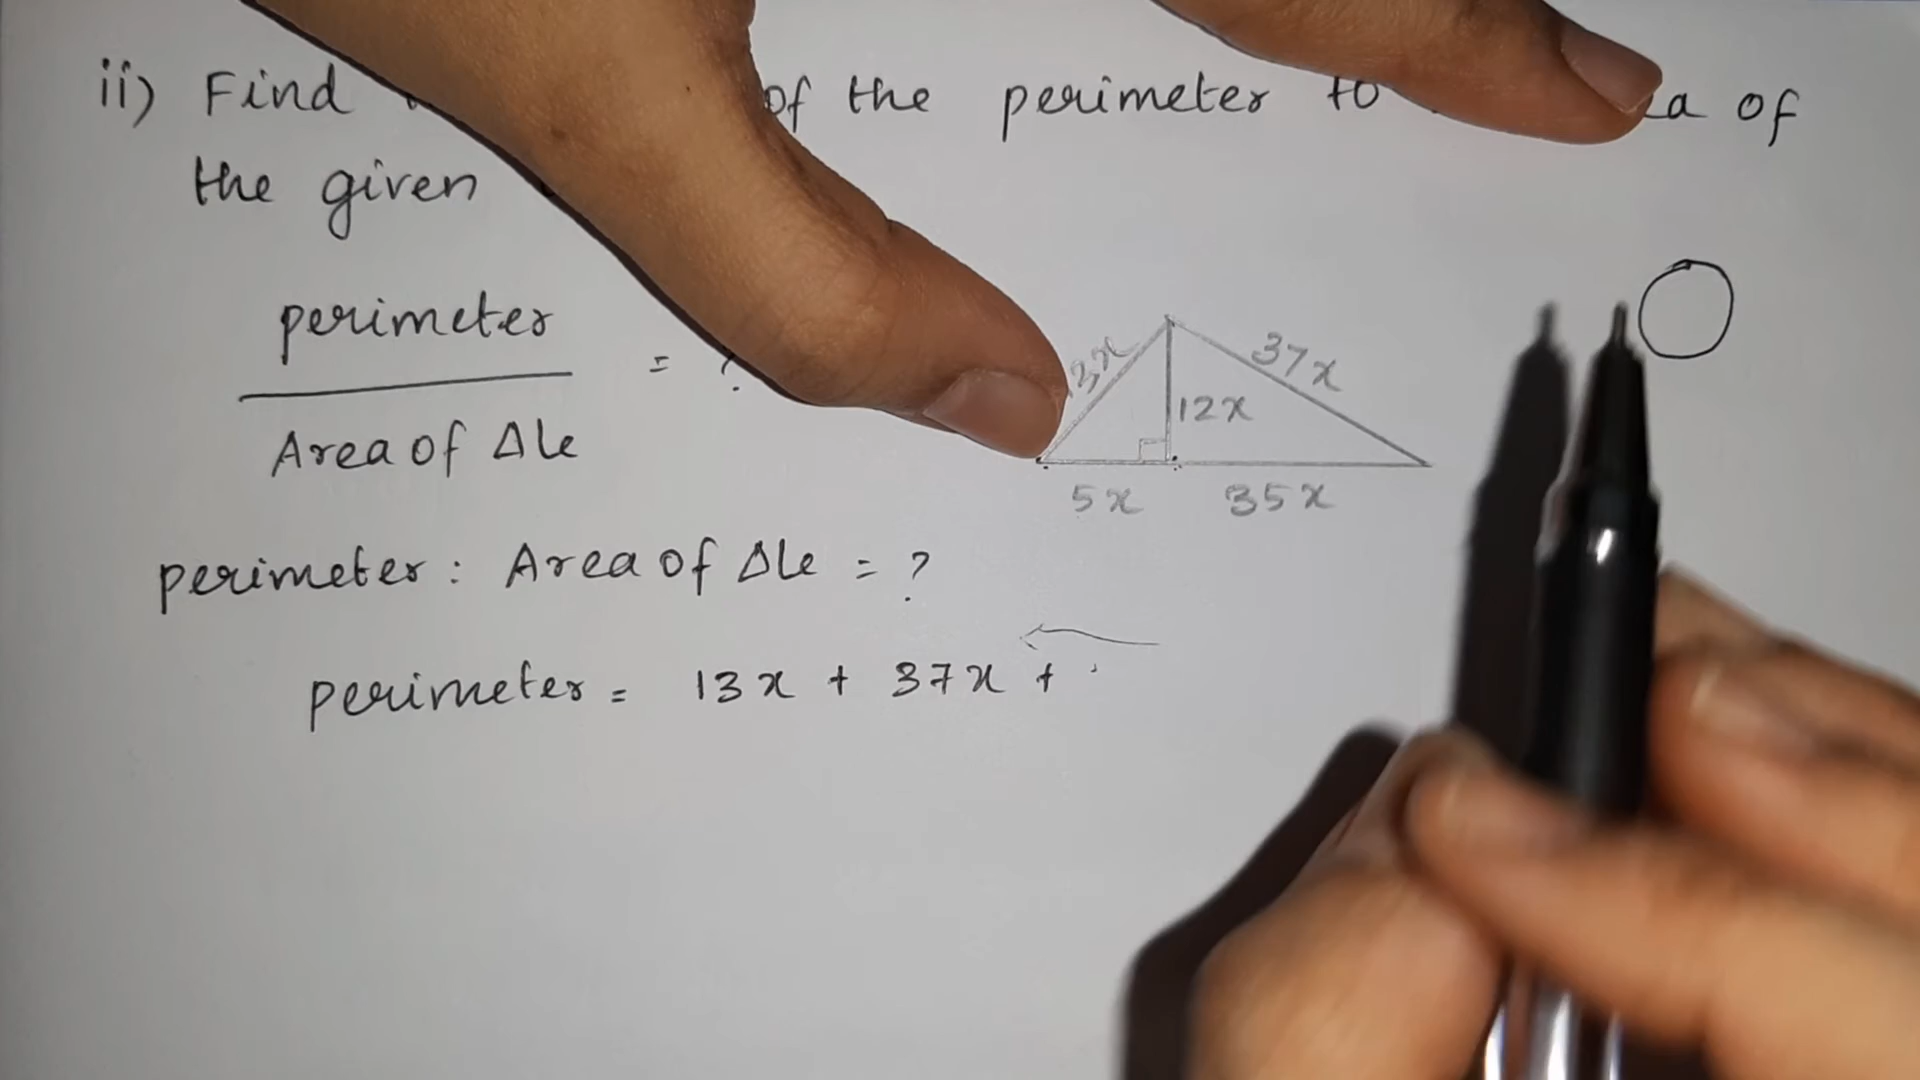 ii) Find of the perimeter to of
the given
perimeter
Area of Δle
= ?
3x
37x
12x
5x
35x
perimeter : Area of Δle = ?
perimeter = 13x + 37x +